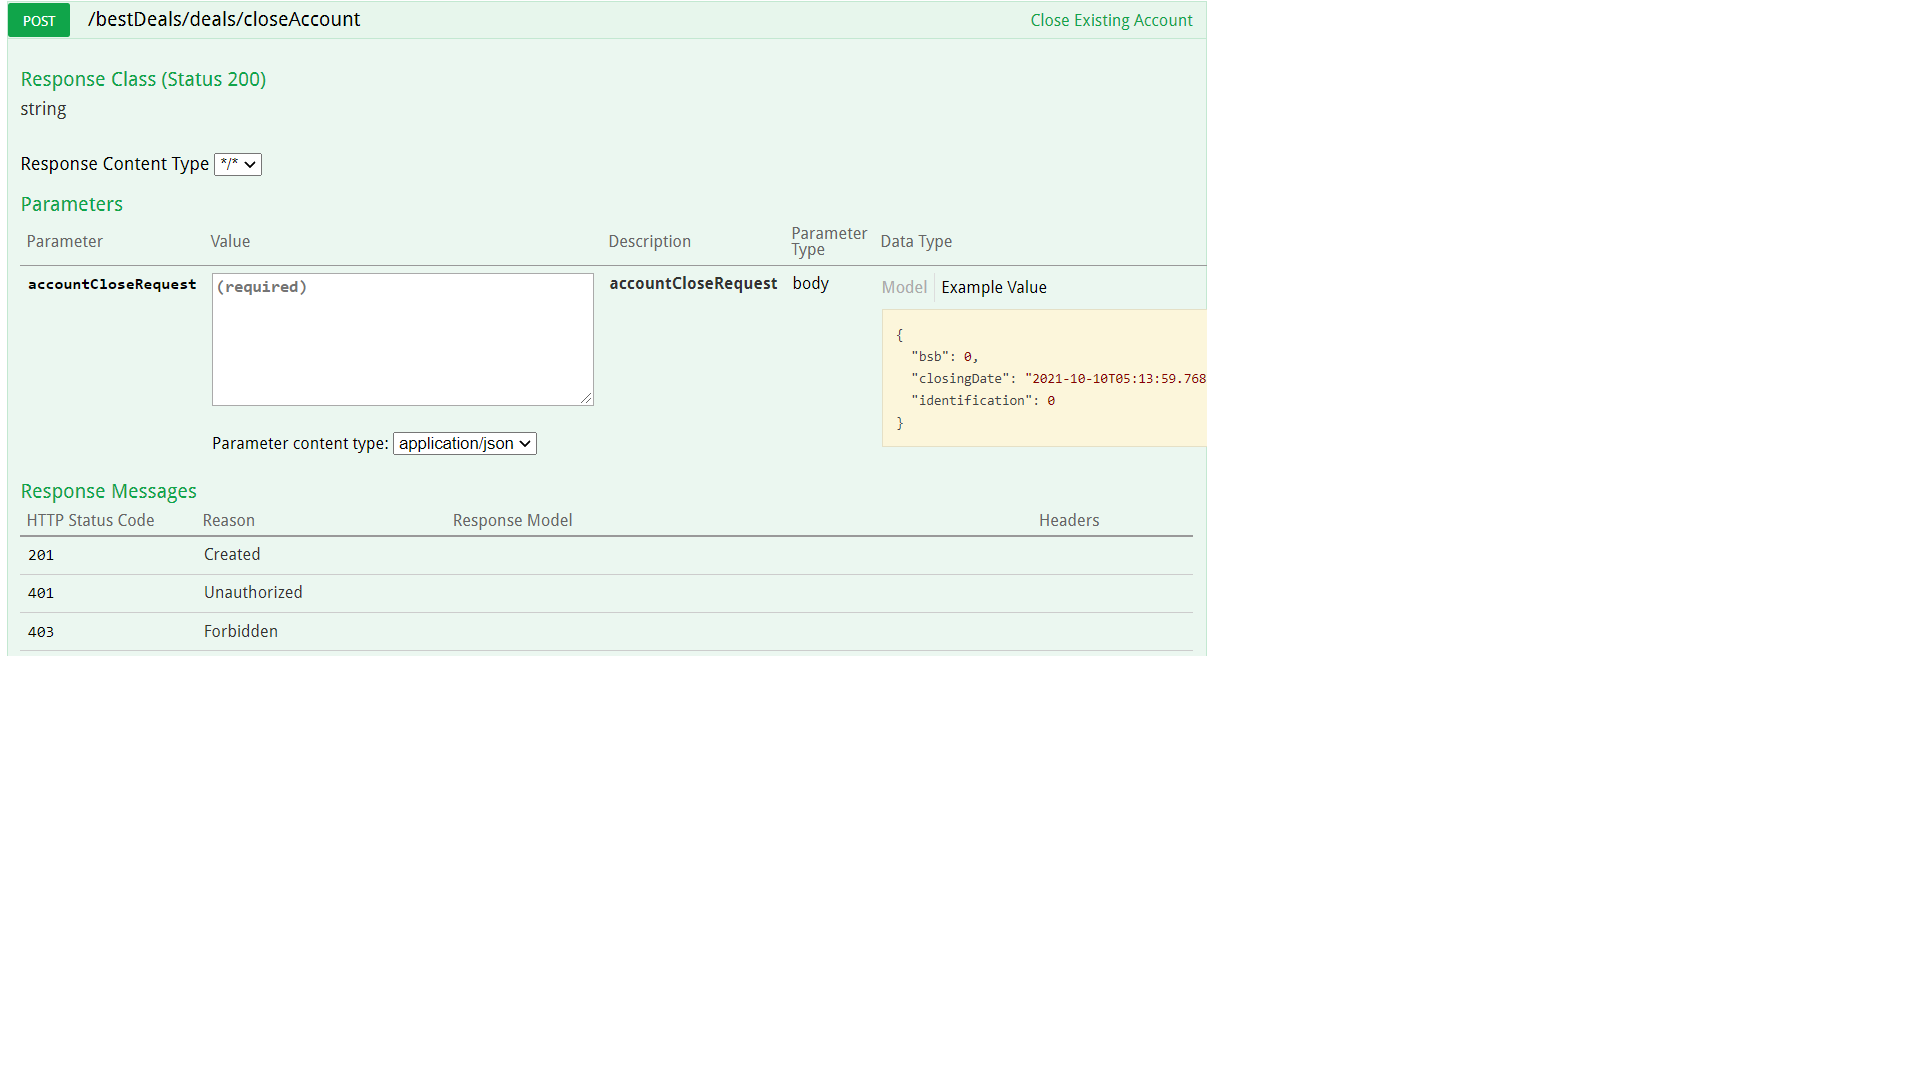 POST /bestDeals/deals/closeAccount Close Existing Account
Response Class (Status 200)
string
Response Content Type */*
Parameters
Parameter Value Description Parameter Type Data Type
accountCloseRequest (required) accountCloseRequest body Model Example Value
{
"bsb": 0,
"closingDate": "2021-10-10T05:13:59.768
"identification": 0
}
Parameter content type: application/json
Response Messages
HTTP Status Code Reason Response Model Headers
201 Created
401 Unauthorized
403 Forbidden